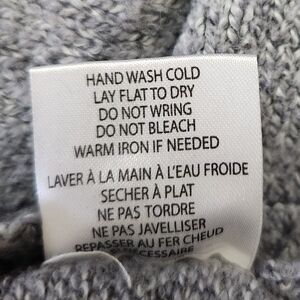 HAND WASH COLD
LAY FLAT TO DRY
DO NOT WRING
DO NOT BLEACH
WARM IRON IF NEEDED
LAVER À LA MAIN À L'EAU FROIDE
SECHER À PLAT
NE PAS TORDRE
NE PAS JAVELLISER
REPASSER AU FER CHEUD
NECESSAIRE